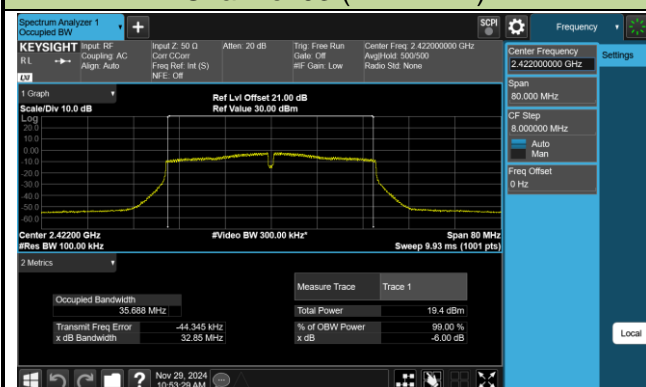 Spectrum Analyzer 1
Occupied BW
SCPI
Frequency
KEYSIGHT
Input: RF
Coupling: AC
Align: Auto
Input Z: 50 Ω
Corr CCorr
Freq Ref: Int (S)
NFE: Off
Atten: 20 dB
Trig: Free Run
Gate: Off
#IF Gain: Low
Center Freq: 2.422000000 GHz
Avg|Hold: 500/500
Radio Std: None
R L
LXI
Center Frequency
2.422000000 GHz
Settings
Span
80.000 MHz
CF Step
8.000000 MHz
Auto
Man
Freq Offset
0 Hz
1 Graph
Scale/Div 10.0 dB
Ref Lvl Offset 21.00 dB
Ref Value 30.00 dBm
Log
20.0
10.0
0.00
-10.0
-20.0
-30.0
-40.0
-50.0
-60.0
Center 2.42200 GHz
#Res BW 100.00 kHz
#Video BW 300.00 kHz*
Span 80 MHz
Sweep 9.93 ms (1001 pts)
2 Metrics
Measure Trace
Trace 1
Occupied Bandwidth
35.688 MHz
Total Power
19.4 dBm
Transmit Freq Error
-44.345 kHz
% of OBW Power
99.00 %
x dB Bandwidth
32.85 MHz
x dB
-6.00 dB
Local
Nov 29, 2024
10:53:29 AM